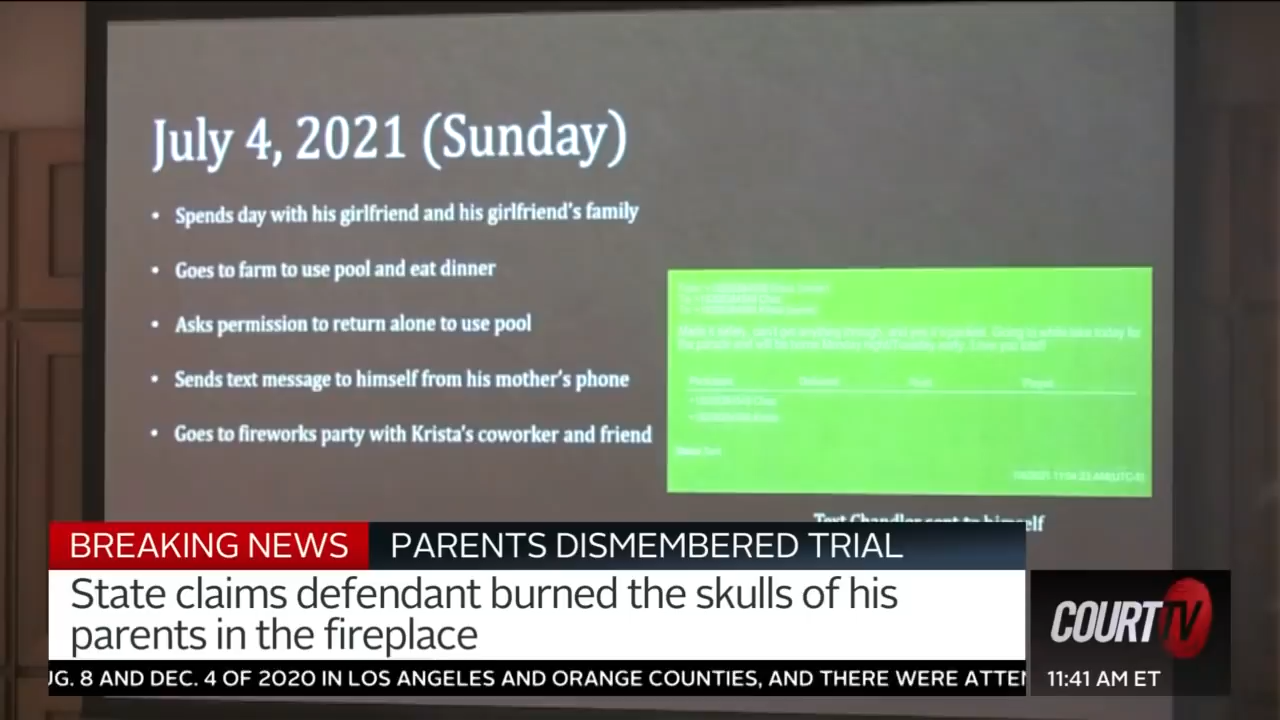 July 4, 2021 (Sunday)
• Spends day with his girlfriend and his girlfriend's family
• Goes to farm to use pool and eat dinner
• Asks permission to return alone to use pool
• Sends text message to himself from his mother's phone
• Goes to fireworks party with Krista's coworker and friend
Text Chandler sent to himself
BREAKING NEWS
PARENTS DISMEMBERED TRIAL
State claims defendant burned the skulls of his
parents in the fireplace
COURT TV
UG. 8 AND DEC. 4 OF 2020 IN LOS ANGELES AND ORANGE COUNTIES, AND THERE WERE ATTEN
11:41 AM ET